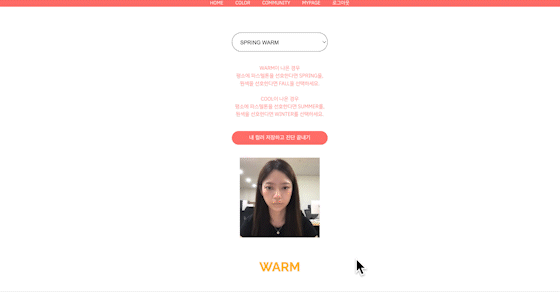 HOME COLOR COMMUNITY MYPAGE 로그아웃
SPRING WARM
WARM이 나온 경우
평소에 파스텔톤을 선호한다면 SPRING을,
원색을 선호한다면 FALL을 선택하세요.
COOL이 나온 경우
평소에 파스텔톤을 선호한다면 SUMMER를,
원색을 선호한다면 WINTER를 선택하세요.
내 컬러 저장하고 진단 끝내기
WARM